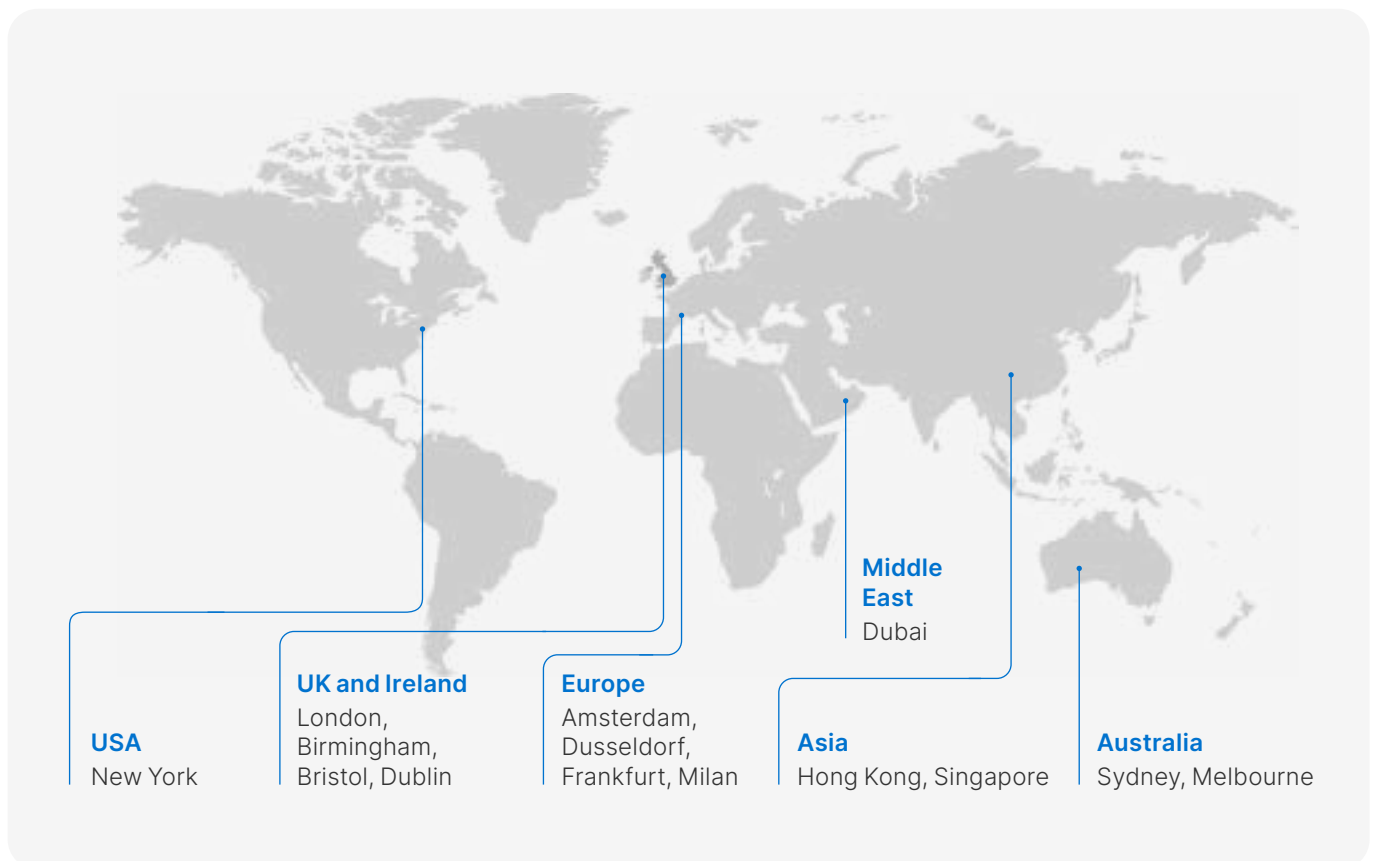 Middle
East
Dubai
UK and Ireland
London,
Birmingham,
Bristol, Dublin
Europe
Amsterdam,
Dusseldorf,
Frankfurt, Milan
USA
New York
Asia
Hong Kong, Singapore
Australia
Sydney, Melbourne